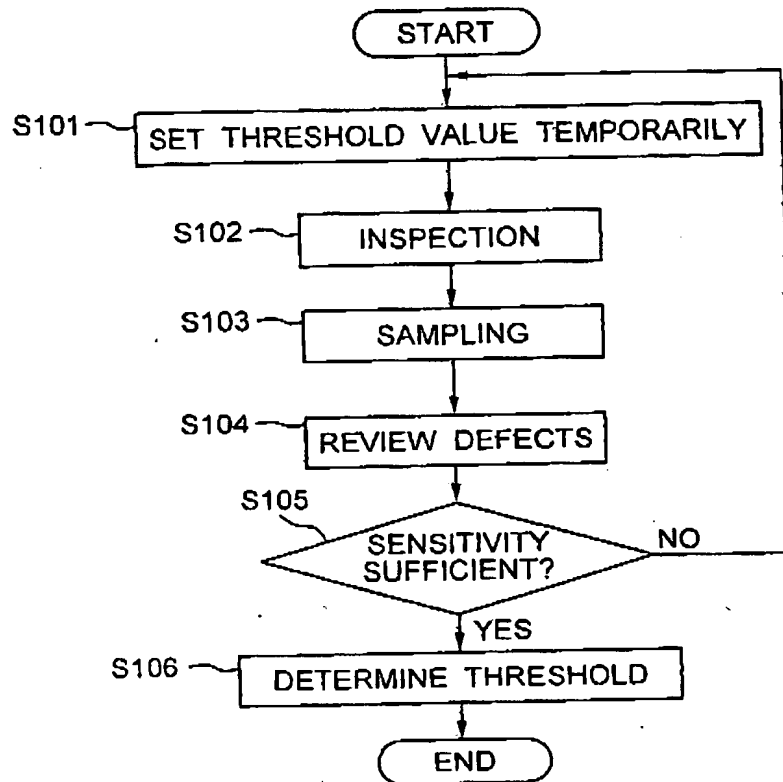 START
S101
SET THRESHOLD VALUE TEMPORARILY
S102
INSPECTION
S103
SAMPLING
S104
REVIEW DEFECTS
S105
SENSITIVITY
SUFFICIENT?
NO
YES
S106
DETERMINE THRESHOLD
END